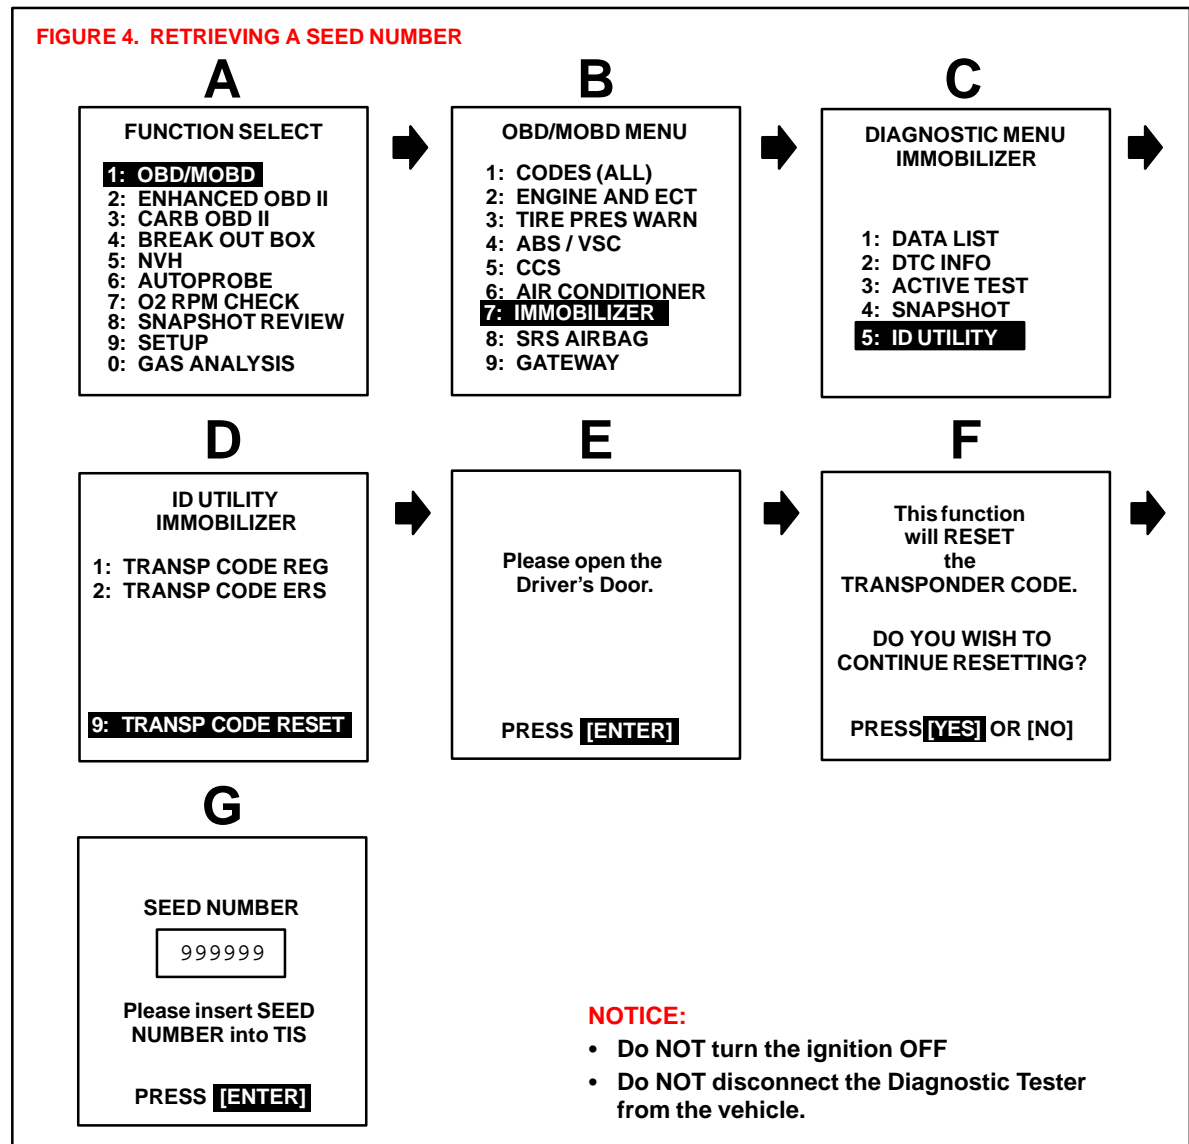 FIGURE 4. RETRIEVING A SEED NUMBER
A
FUNCTION SELECT
1: OBD/MOBD
2: ENHANCED OBD II
3: CARB OBD II
4: BREAK OUT BOX
5: NVH
6: AUTOPROBE
7: O2 RPM CHECK
8: SNAPSHOT REVIEW
9: SETUP
0: GAS ANALYSIS
B
OBD/MOBD MENU
1: CODES (ALL)
2: ENGINE AND ECT
3: TIRE PRES WARN
4: ABS / VSC
5: CCS
6: AIR CONDITIONER
7: IMMOBILIZER
8: SRS AIRBAG
9: GATEWAY
C
DIAGNOSTIC MENU
IMMOBILIZER
1: DATA LIST
2: DTC INFO
3: ACTIVE TEST
4: SNAPSHOT
5: ID UTILITY
D
ID UTILITY
IMMOBILIZER
1: TRANSP CODE REG
2: TRANSP CODE ERS
9: TRANSP CODE RESET
E
Please open the
Driver's Door.
PRESS [ENTER]
F
This function
will RESET
the
TRANSPONDER CODE.
DO YOU WISH TO
CONTINUE RESETTING?
PRESS [YES] OR [NO]
G
SEED NUMBER
999999
Please insert SEED
NUMBER into TIS
PRESS [ENTER]
NOTICE:
• Do NOT turn the ignition OFF
• Do NOT disconnect the Diagnostic Tester
from the vehicle.